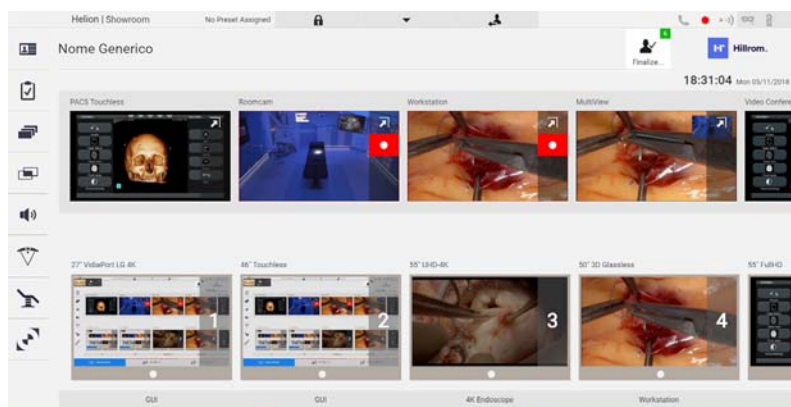 Helion | Showroom No Preset Assigned
Nome Generico
6
Finalize...
Hr Hillrom.
18:31:04 Mon 05/11/2018
PACS Touchless Roomcam Workstation MultiView Video Confere
27" VidiaPort LG 4K 46" Touchless 55" UHD-4K 50" 3D Glassless 55" FullHD
1 2 3 4
GUI GUI 4K Endoscope Workstation